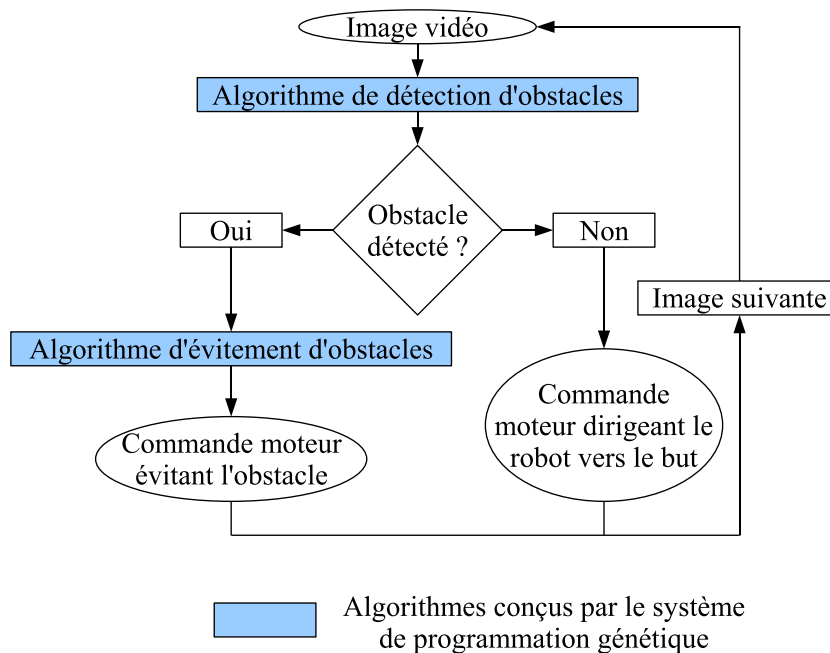 Image vidéo
Algorithme de détection d'obstacles
Obstacle
détecté ?
Oui
Non
Image suivante
Algorithme d'évitement d'obstacles
Commande
moteur dirigeant le
robot vers le but
Commande moteur
évitant l'obstacle
Algorithmes conçus par le système
de programmation génétique